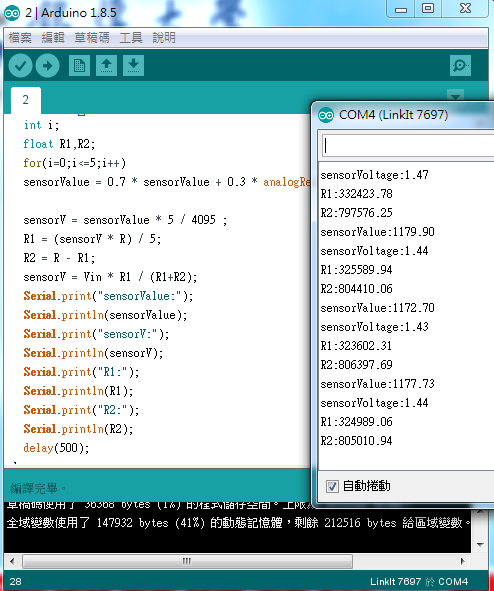 2 | Arduino 1.8.5
檔案 編輯 草稿碼 工具 說明
2
int i;
float R1,R2;
for(i=0;i<=5;i++)
sensorValue = 0.7 * sensorValue + 0.3 * analogRe
sensorV = sensorValue * 5 / 4095 ;
R1 = (sensorV * R) / 5;
R2 = R - R1;
sensorV = Vin * R1 / (R1+R2);
Serial.print("sensorValue:");
Serial.println(sensorValue);
Serial.print("sensorV:");
Serial.println(sensorV);
Serial.print("R1:");
Serial.println(R1);
Serial.print("R2:");
Serial.println(R2);
delay(500);
編譯完畢。
草稿碼使用了 36368 bytes (1%) 的程式儲存空間。上限
全域變數使用了 147932 bytes (41%) 的動態記憶體，剩餘 212516 bytes 給區域變數。
28
LinkIt 7697 於 COM4
COM4 (LinkIt 7697)
sensorVoltage:1.47
R1:332423.78
R2:797576.25
sensorValue:1179.90
sensorVoltage:1.44
R1:325589.94
R2:804410.06
sensorValue:1172.70
sensorVoltage:1.43
R1:323602.31
R2:806397.69
sensorValue:1177.73
sensorVoltage:1.44
R1:324989.06
R2:805010.94
自動捲動